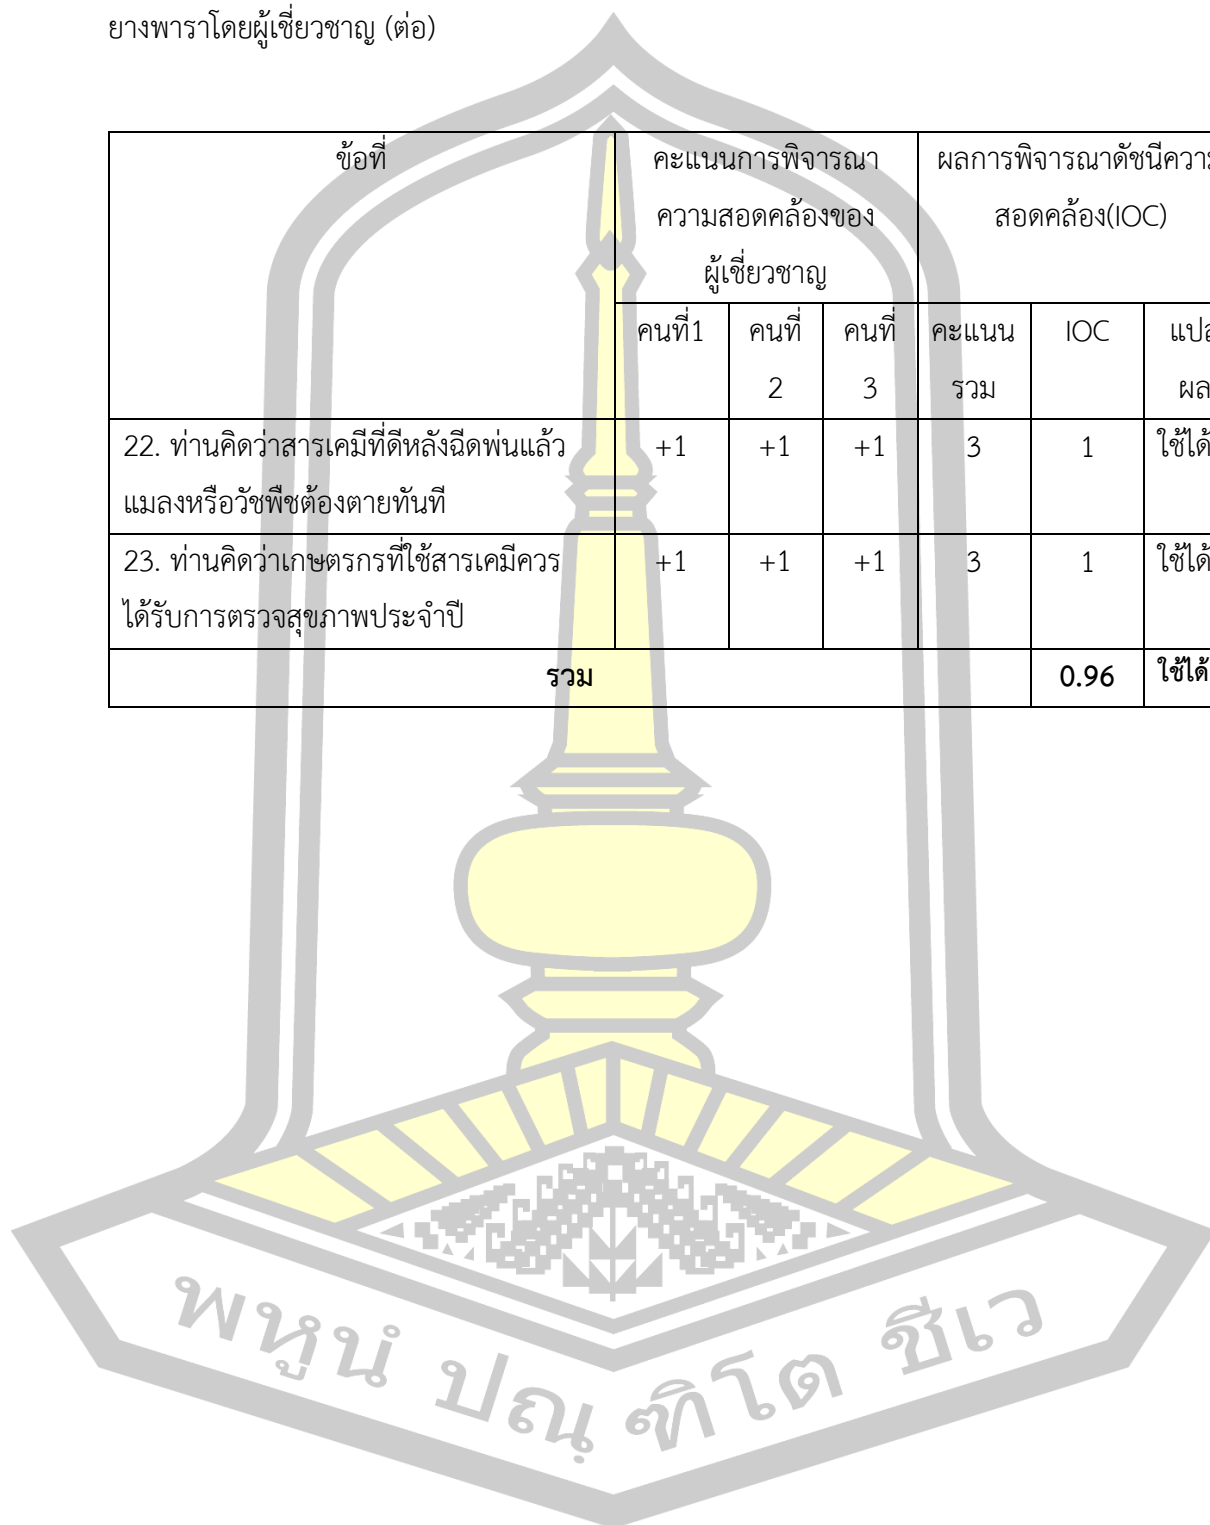 ยางพาราโดยผู้เชี่ยวชาญ (ต่อ)
ข้อที่ คะแนนการพิจารณา ผลการพิจารณาดัชนีความ
ความสอดคล้องของ สอดคล้อง(IOC)
ผู้เชี่ยวชาญ
คนที่1 คนที่ คนที่ คะแนน IOC แปล
2 3 รวม ผล
22. ท่านคิดว่าสารเคมีที่ดีหลังฉีดพ่นแล้ว +1 +1 +1 3 1 ใช้ได้
แมลงหรือวัชพืชต้องตายทันที
23. ท่านคิดว่าเกษตรกรที่ใช้สารเคมีควร +1 +1 +1 3 1 ใช้ได้
ได้รับการตรวจสุขภาพประจำปี
รวม 0.96 ใช้ได้
พหูนํ ปณฺฑิโต ชีเว